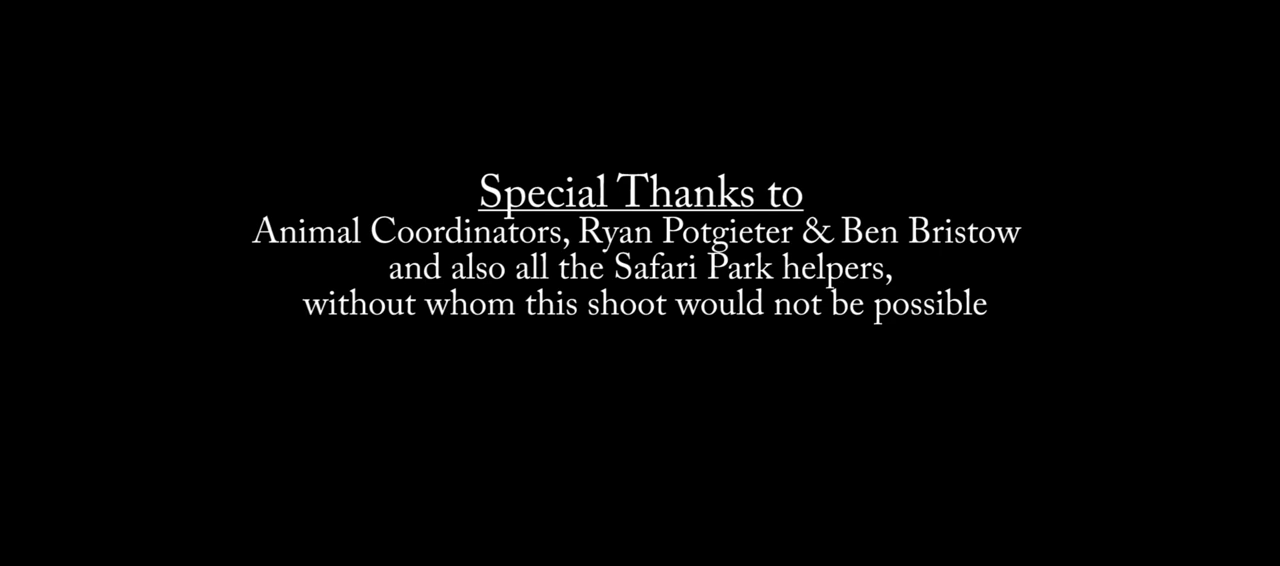 Special Thanks to
Animal Coordinators, Ryan Potgieter & Ben Bristow
and also all the Safari Park helpers,
without whom this shoot would not be possible